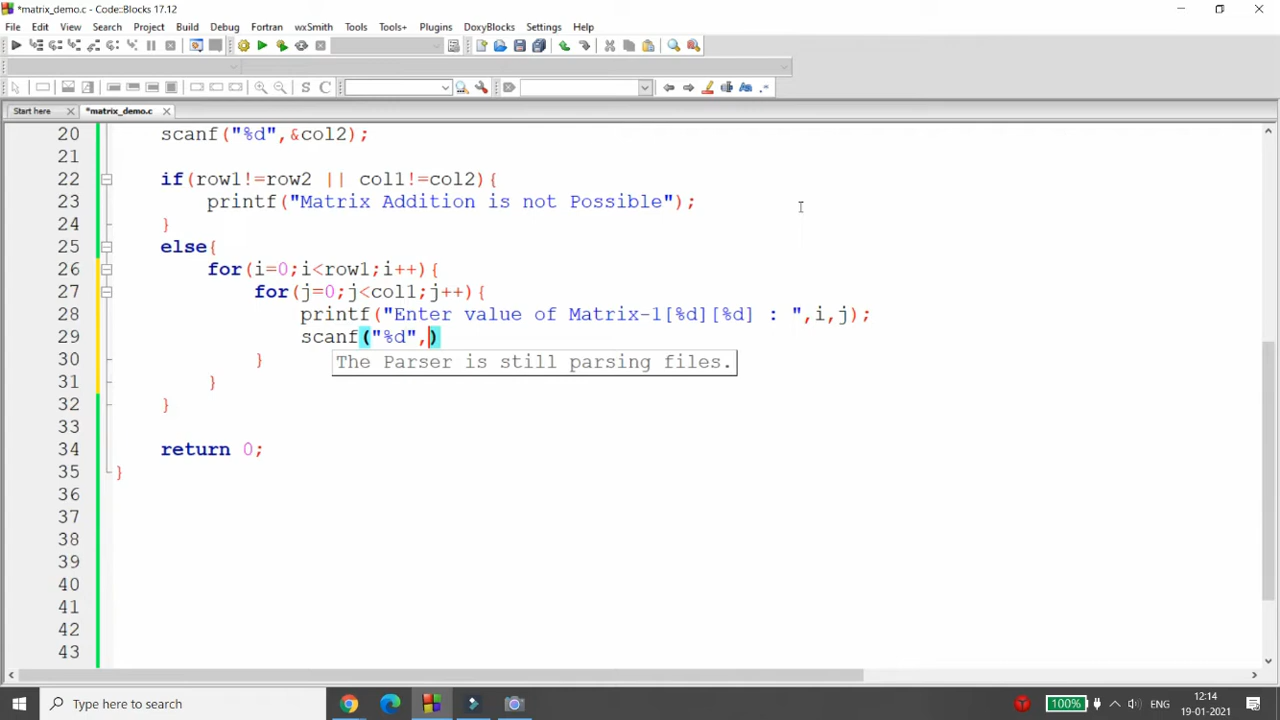 *matrix_demo.c - Code::Blocks 17.12
File Edit View Search Project Build Debug Fortran wxSmith Tools Tools+ Plugins DoxyBlocks Settings Help
S C
Start here *matrix_demo.c
20 scanf("%d",&col2);
21
22 if(row1!=row2 || col1!=col2){
23 printf("Matrix Addition is not Possible");
24 }
25 else{
26 for(i=0;i<row1;i++){
27 for(j=0;j<col1;j++){
28 printf("Enter value of Matrix-1[%d][%d] : ",i,j);
29 scanf("%d",)
30 }
The Parser is still parsing files.
31 }
32 }
33
34 return 0;
35 }
36
37
38
39
40
41
42
43
Type here to search
100% ENG 12:14
19-01-2021